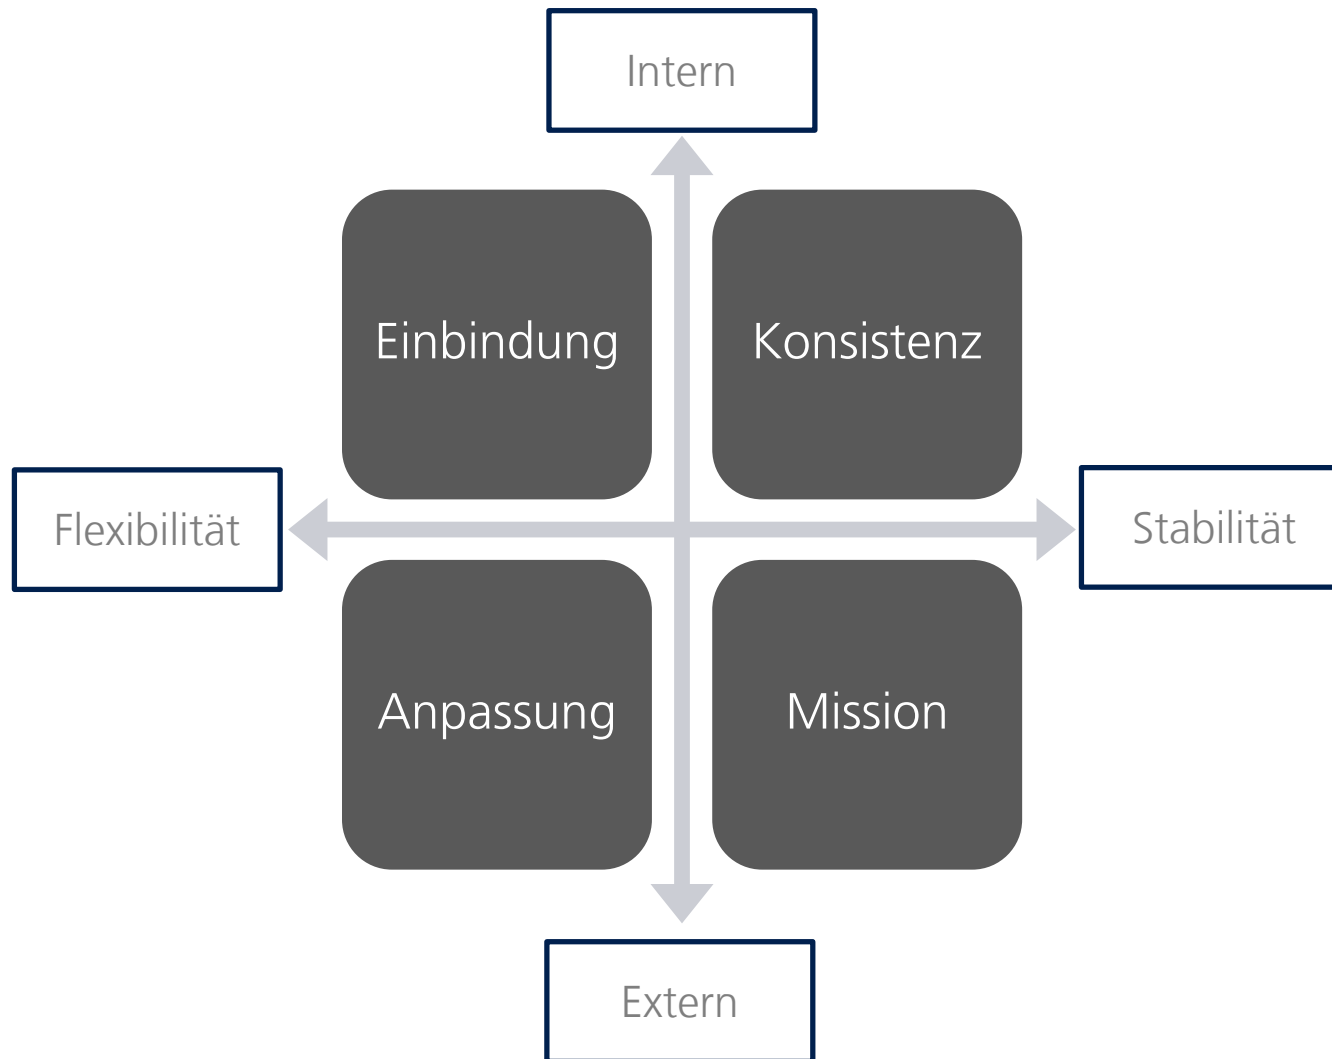 Intern
Einbindung
Konsistenz
Flexibilität
Stabilität
Anpassung
Mission
Extern